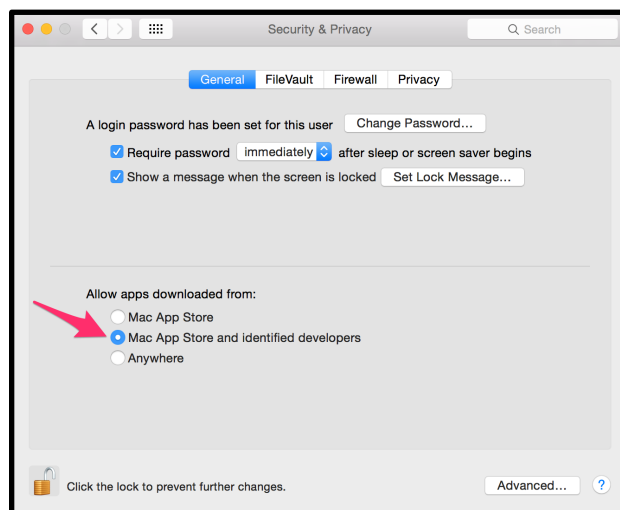 Security & Privacy
Search
General FileVault Firewall Privacy
A login password has been set for this user Change Password...
Require password immediately after sleep or screen saver begins
Show a message when the screen is locked Set Lock Message...
Allow apps downloaded from:
Mac App Store
Mac App Store and identified developers
Anywhere
Click the lock to prevent further changes. Advanced... ?